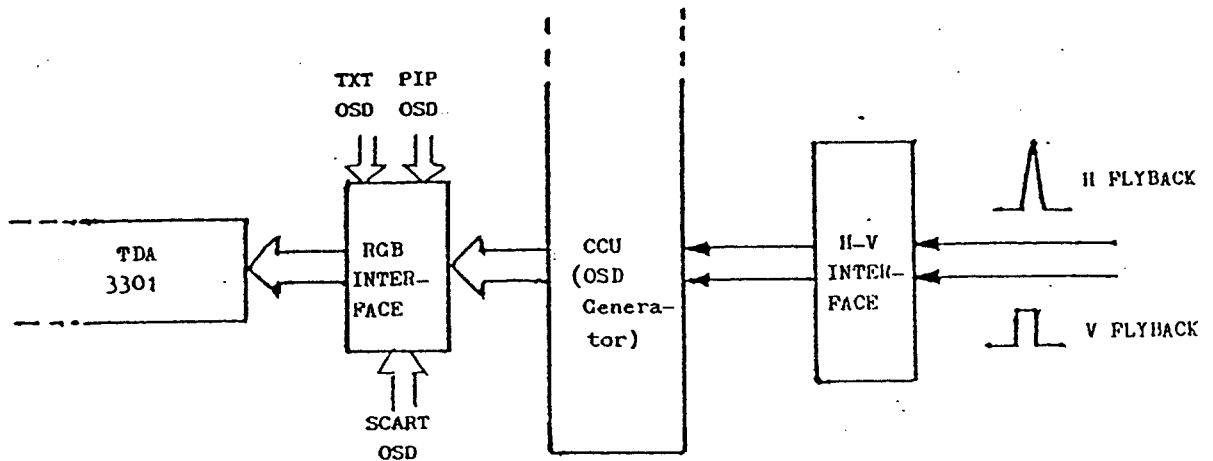 TXT PIP
OSD OSD
H FLYBACK
TDA
3301
RGB
INTER-
FACE
CCU
(OSD
Genera-
tor)
H-V
INTER-
FACE
V FLYBACK
SCART
OSD